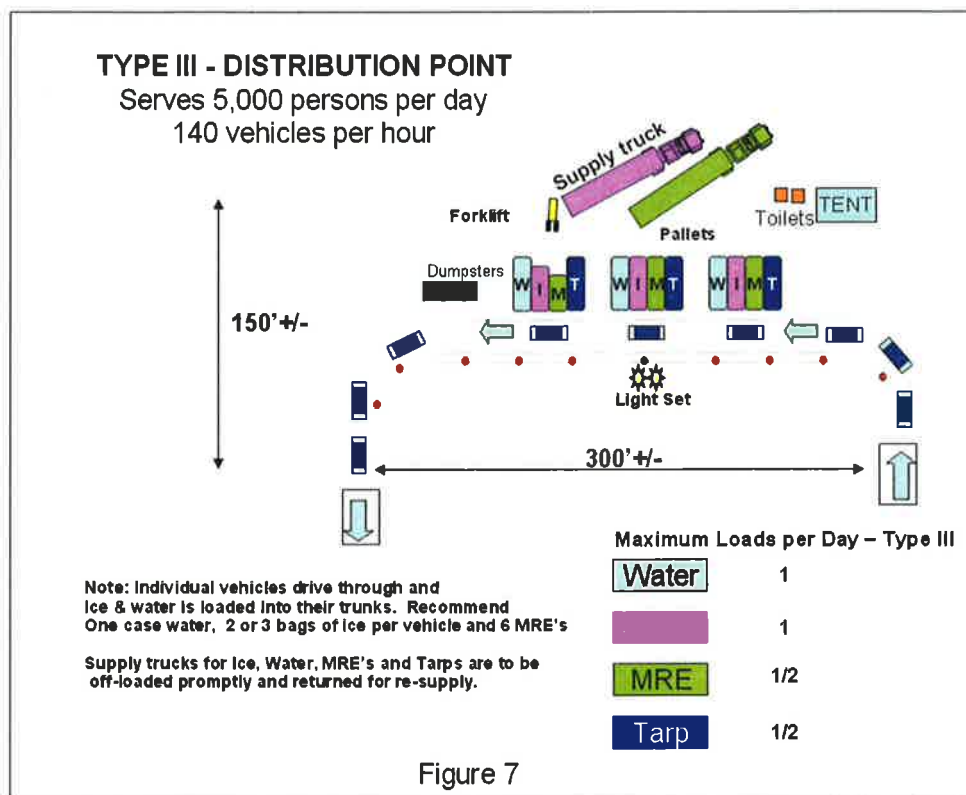 TYPE III - DISTRIBUTION POINT
Serves 5,000 persons per day
140 vehicles per hour
Supply truck
Forklift
Pallets
Toilets
TENT
Dumpsters
W I M T
W I M T
W I M T
150'+/-
Light Set
300'+/-
Maximum Loads per Day – Type III
Water 1
1
MRE 1/2
Tarp 1/2
Note: Individual vehicles drive through and
Ice & water is loaded into their trunks. Recommend
One case water, 2 or 3 bags of ice per vehicle and 6 MRE's
Supply trucks for Ice, Water, MRE's and Tarps are to be
off-loaded promptly and returned for re-supply.
Figure 7